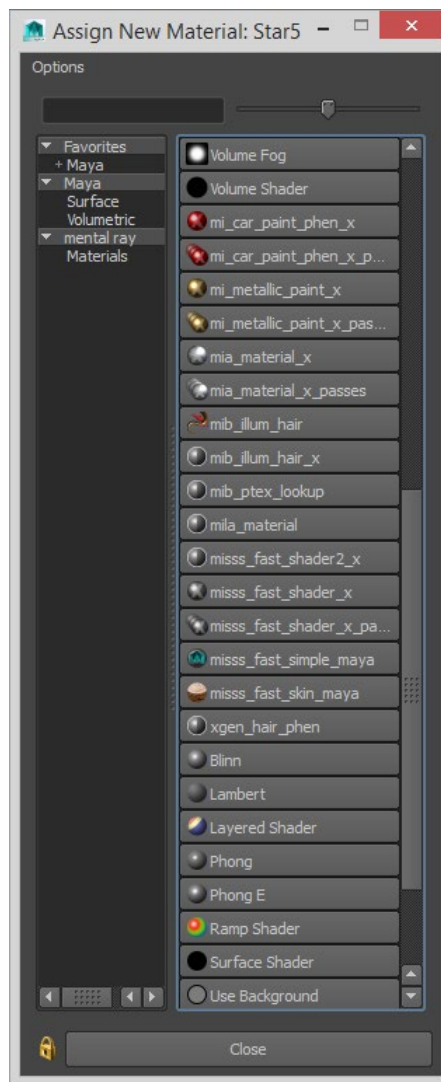 Assign New Material: Star5
Options
Favorites
+ Maya
Maya
Surface
Volumetric
mental ray
Materials
Volume Fog
Volume Shader
mi_car_paint_phen_x
mi_car_paint_phen_x_p...
mi_metallic_paint_x
mi_metallic_paint_x_pas...
mia_material_x
mia_material_x_passes
mib_illum_hair
mib_illum_hair_x
mib_ptex_lookup
mila_material
misss_fast_shader2_x
misss_fast_shader_x
misss_fast_shader_x_pa...
misss_fast_simple_maya
misss_fast_skin_maya
xgen_hair_phen
Blinn
Lambert
Layered Shader
Phong
Phong E
Ramp Shader
Surface Shader
Use Background
Close